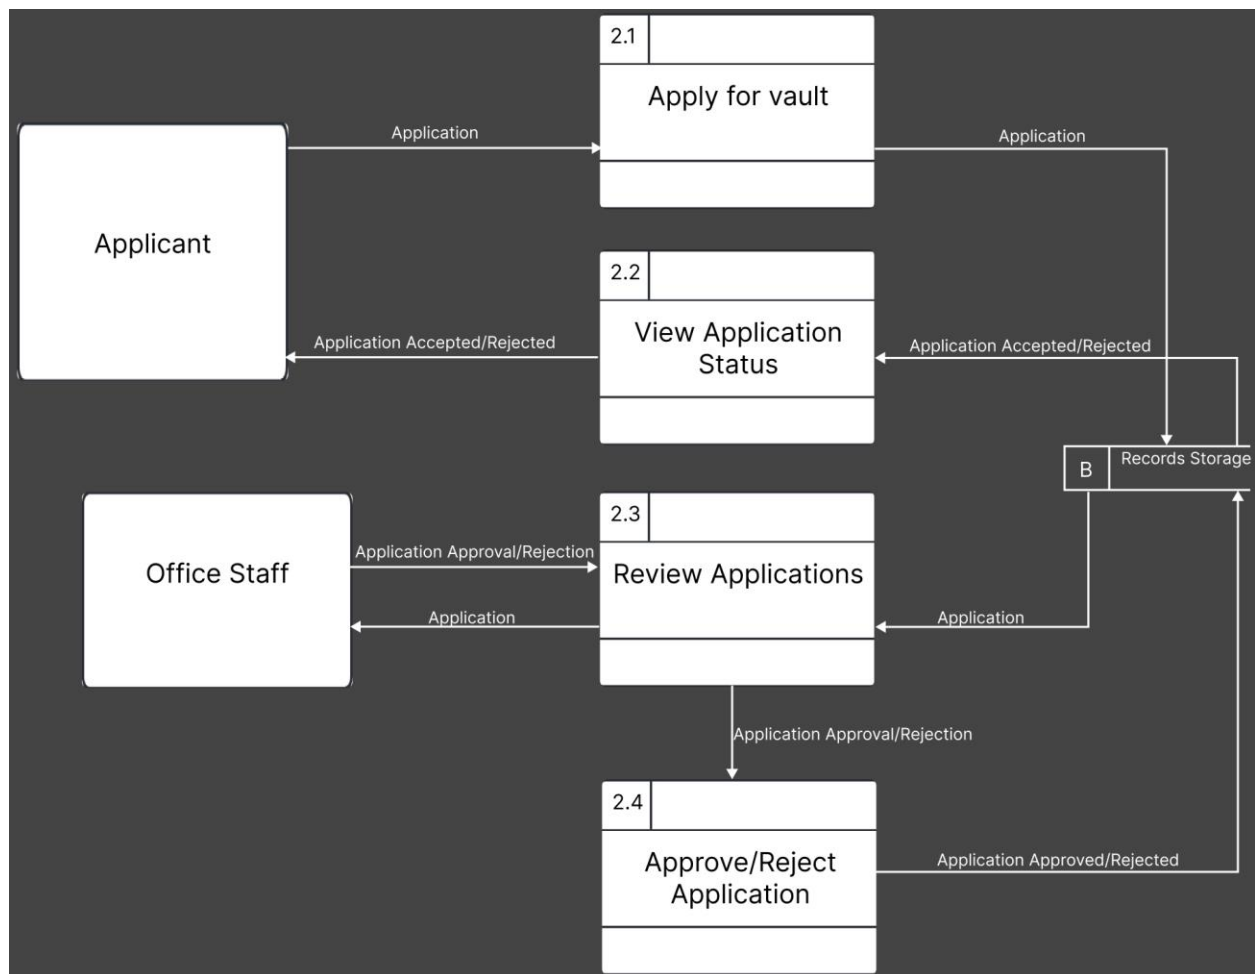 2.1
Apply for vault
Application
Application
Applicant
2.2
View Application
Status
Application Accepted/Rejected
Application Accepted/Rejected
B
Records Storage
2.3
Review Applications
Office Staff
Application Approval/Rejection
Application
Application
Application Approval/Rejection
2.4
Approve/Reject
Application
Application Approved/Rejected